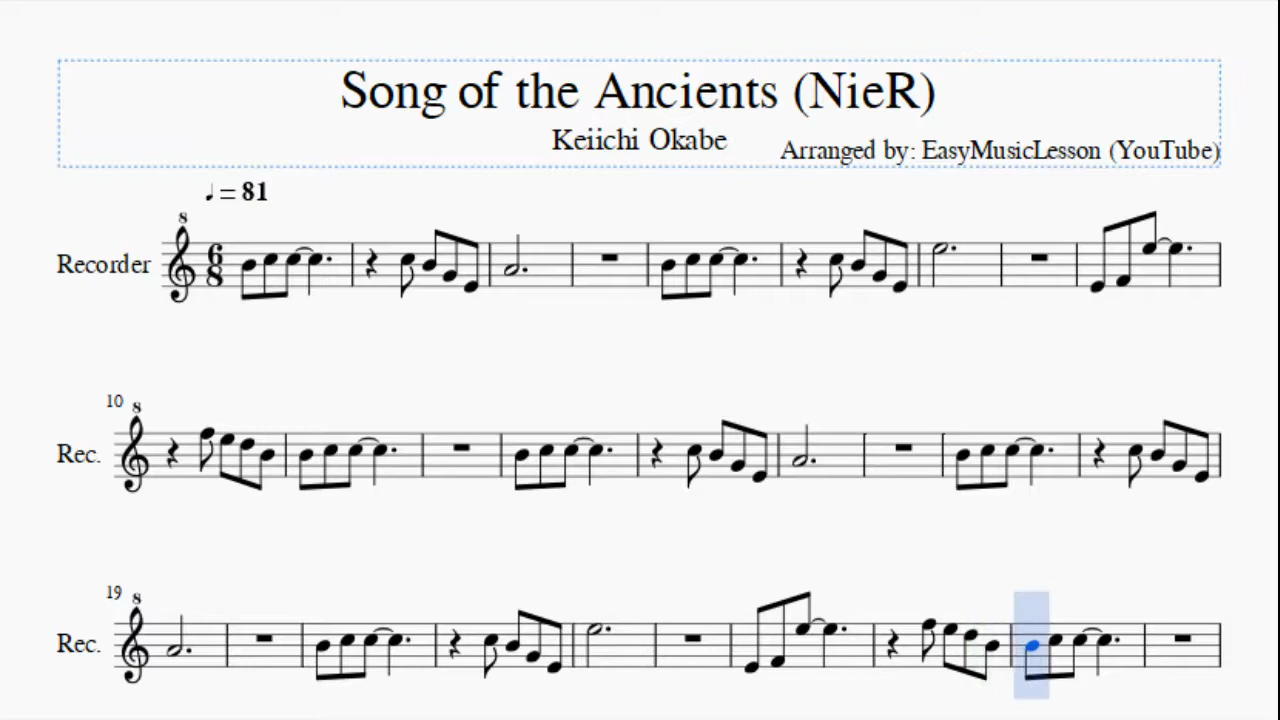 Song of the Ancients (NieR)
Keiichi Okabe
Arranged by: EasyMusicLesson (YouTube)
♩ = 81
8
Recorder
6
8
10
8
Rec.
19
8
Rec.